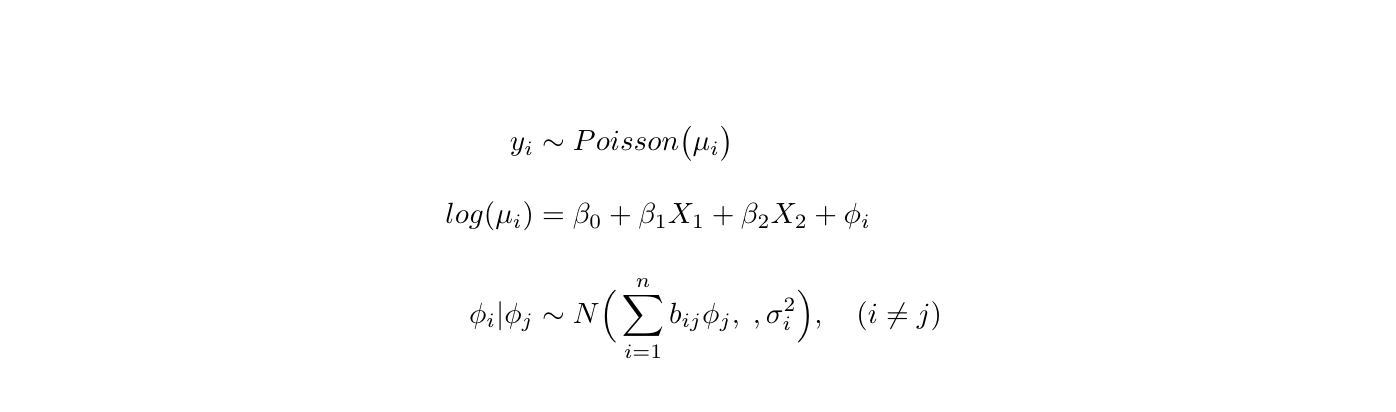 y_i ∼ Poisson(μ_i)
log(μ_i) = β_0 + β_1X_1 + β_2X_2 + ϕ_i
ϕ_i|ϕ_j ∼ N(∑_{i=1}^{n} b_{ij}ϕ_j, , σ_i^2), (i ≠ j)